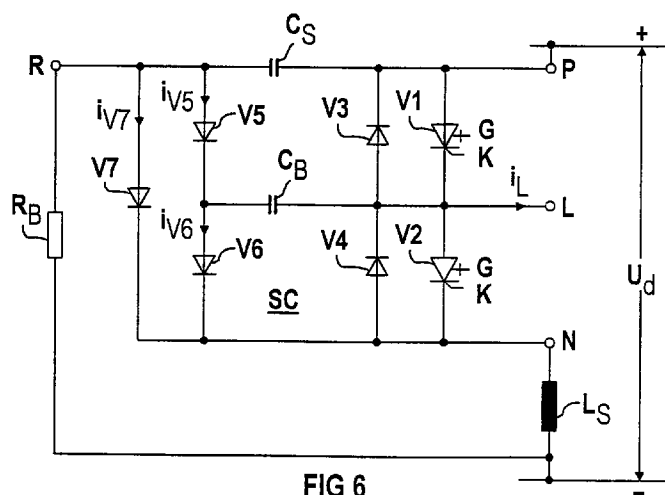 C_S
+
R
P
i_V7
i_V5
V5
V3
V1
G
K
V7
C_B
i_L
L
R_B
i_V6
V6
V4
V2
G
K
U_d
SC
N
L_S
FIG 6
-